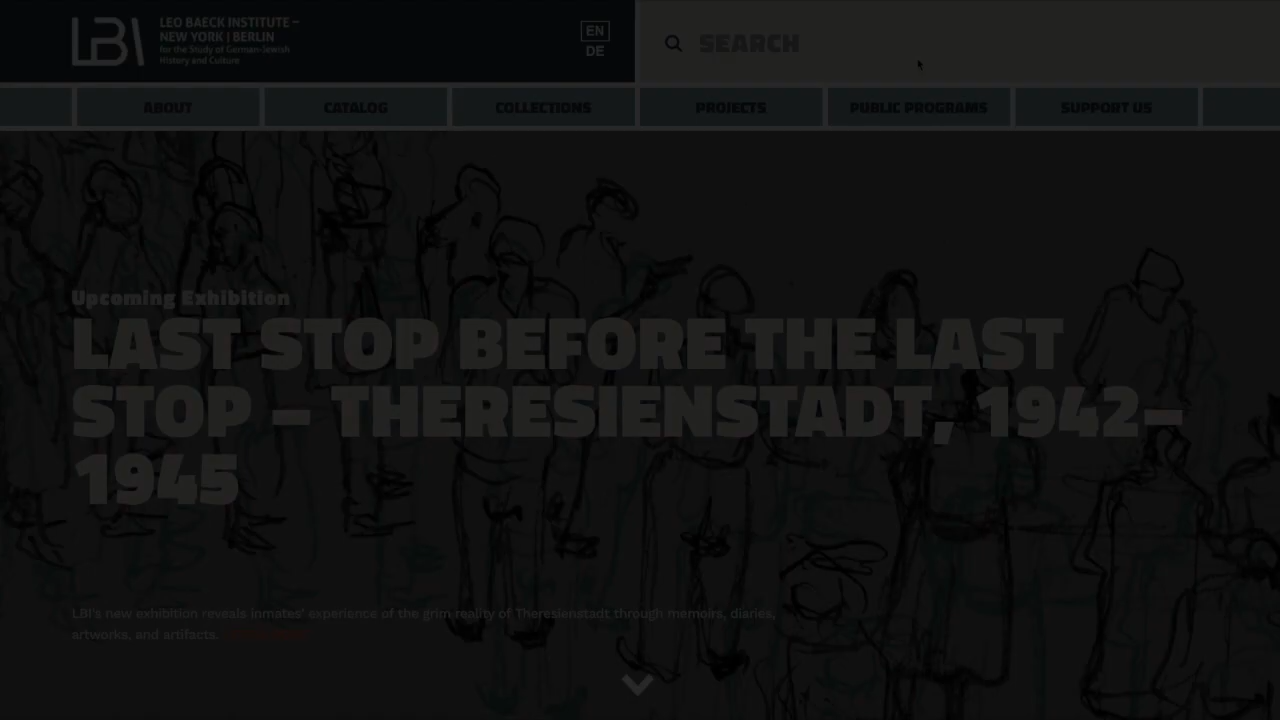 LEO BAECK INSTITUTE –
NEW YORK | BERLIN
for the Study of German-Jewish
History and Culture
LBI
EN
DE
SEARCH
ABOUT
CATALOG
COLLECTIONS
PROJECTS
PUBLIC PROGRAMS
SUPPORT US
Upcoming Exhibition
LAST STOP BEFORE THE LAST
STOP – THERESIENSTADT, 1942–
1945
LBI's new exhibition reveals inmates' experience of the grim reality of Theresienstadt through memoirs, diaries,
artworks, and artifacts.